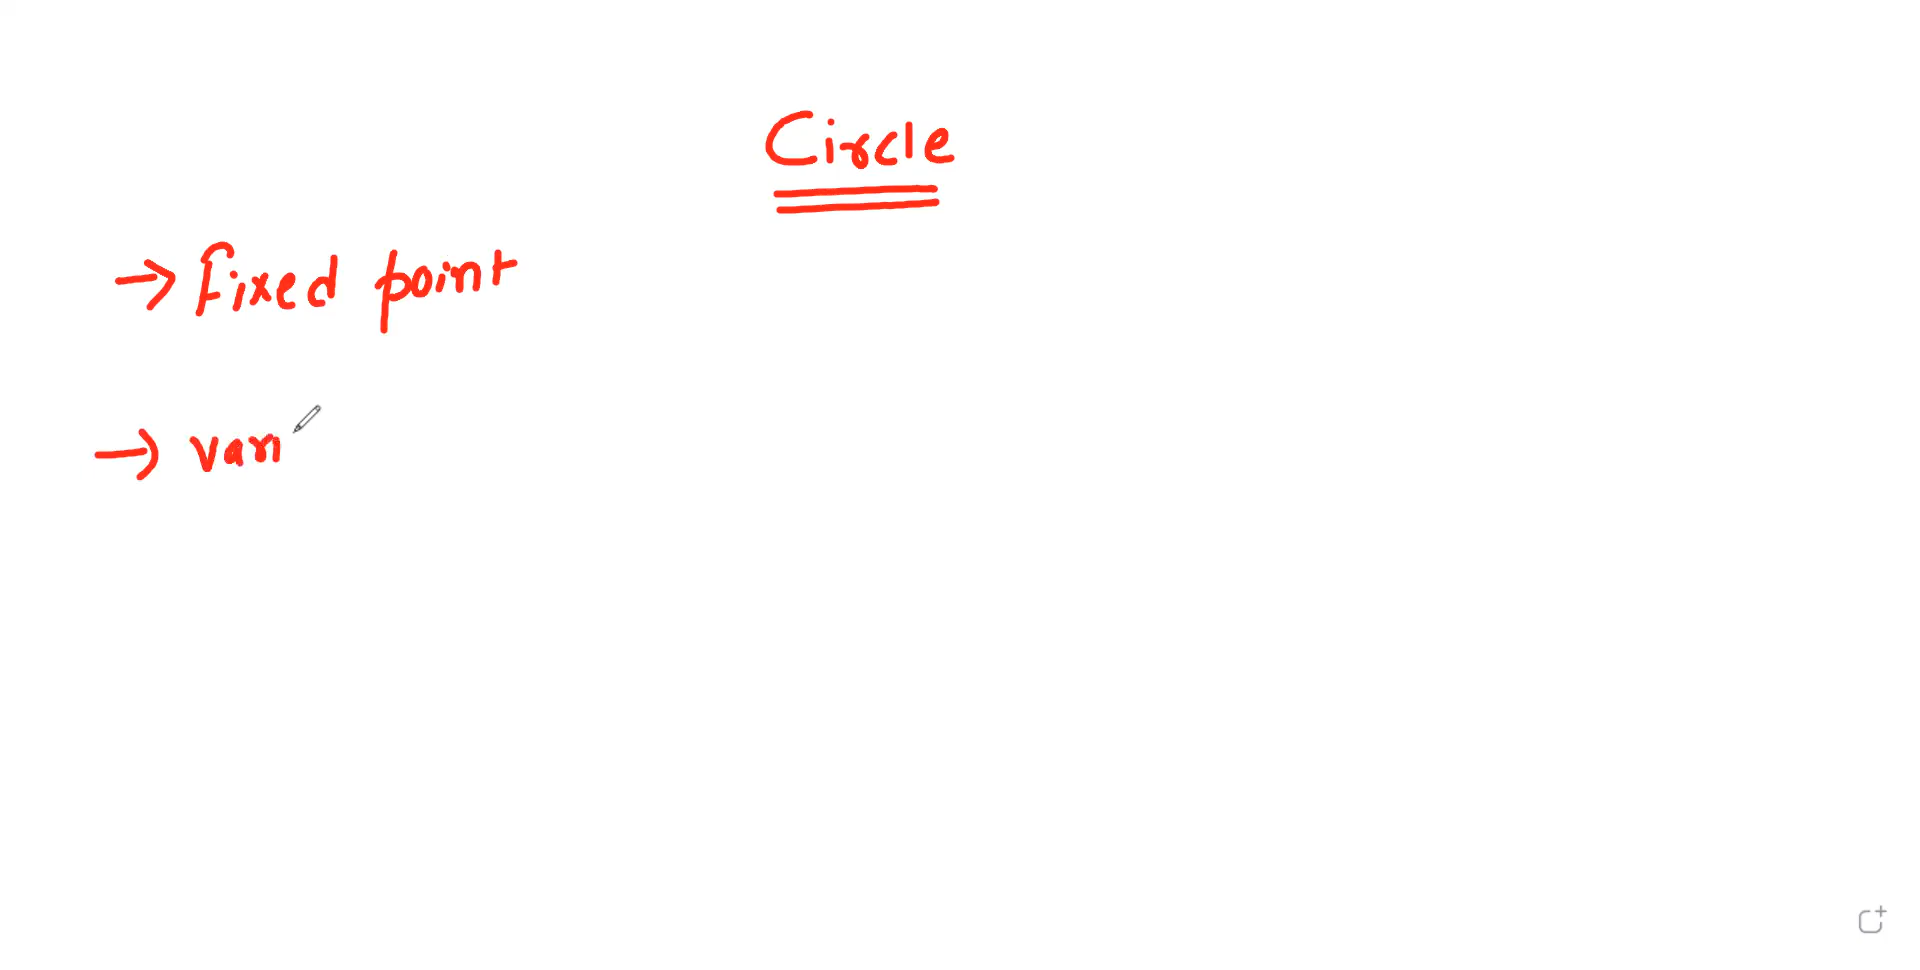 Circle
→ fixed point
→ vari